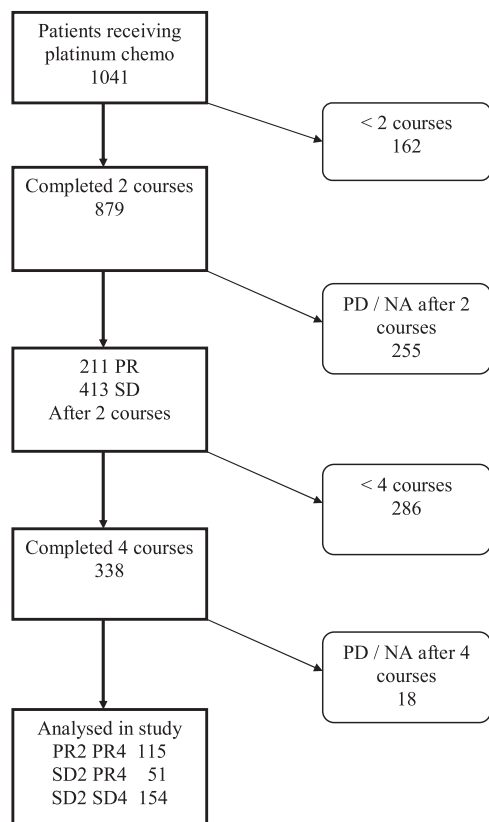 Patients receiving
platinum chemo
1041
< 2 courses
162
Completed 2 courses
879
PD / NA after 2
courses
255
211 PR
413 SD
After 2 courses
< 4 courses
286
Completed 4 courses
338
PD / NA after 4
courses
18
Analysed in study
PR2 PR4 115
SD2 PR4 51
SD2 SD4 154